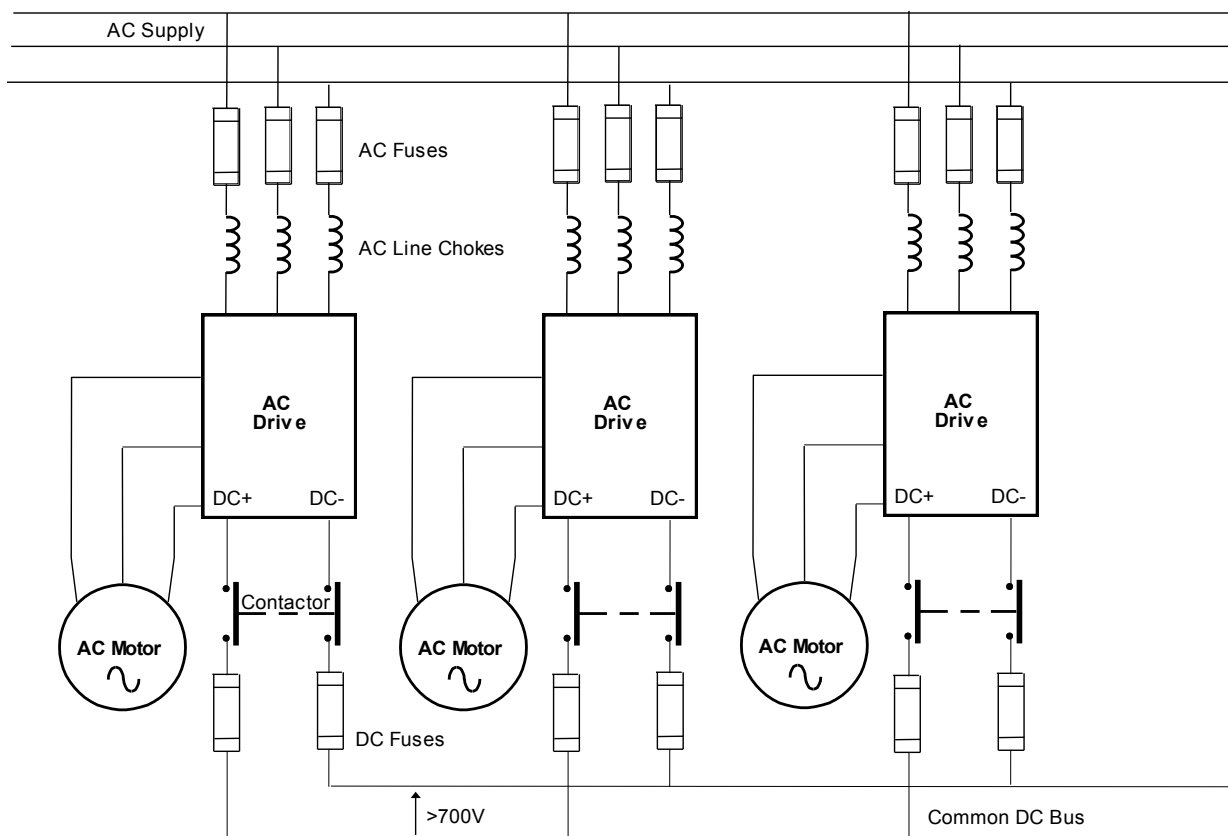 AC Supply
AC Fuses
AC Line Chokes
AC
Drive
AC
Drive
AC
Drive
DC+ DC-
DC+ DC-
DC+ DC-
Contactor
AC Motor
AC Motor
AC Motor
DC Fuses
>700V
Common DC Bus